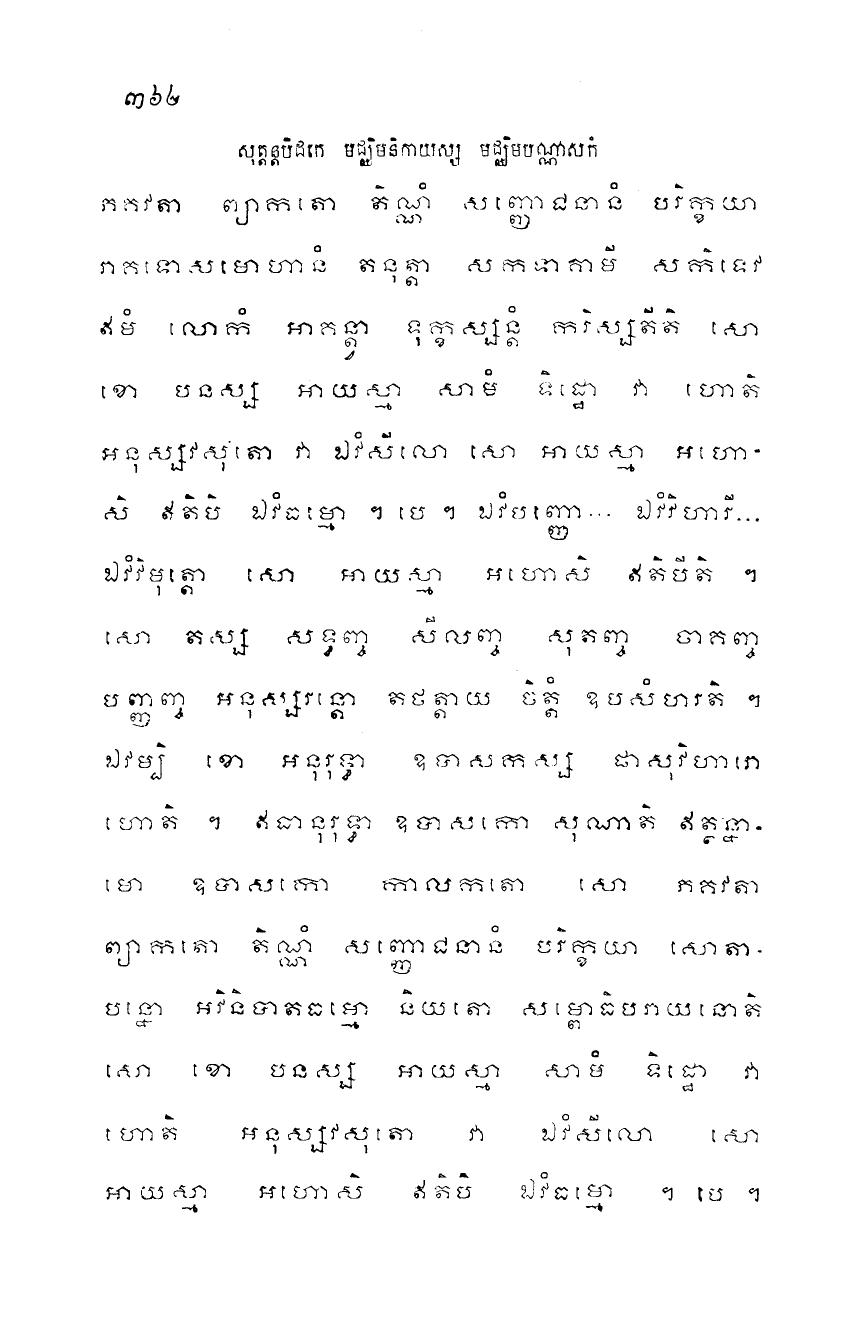 ៣៦៤
សុត្តន្តបិដកេ មជ្ឈិមនិកាយស្ស មជ្ឈិមបណ្ណាសកំ
ភគវតា ព្យាកតោ តិណ្ណំ សញ្ញោជនានំ បរិក្ខយា
រាគទោសមោហានំ តនុត្តា សកទាគាមី សកិទេវ
ឥមំ លោកំ អាគន្ត្វា ទុក្ខស្សន្តំ ករិស្សតីតិ សោ
ខោ បនស្ស អាយស្មា សាមំ ទិដ្ឋោ វា ហោតិ
អនុស្សវសុតោ វា ឯវំសីលោ សោ អាយស្មា អហោ-
សិ ឥតិបិ ឯវំធម្មោ ។ បេ ។ ឯវំបញ្ញោ... ឯវំវិហារី...
ឯវំវិមុត្តោ សោ អាយស្មា អហោសិ ឥតិបីតិ ។
សោ តស្ស សទ្ធញ្ច សីលញ្ច សុតញ្ច ចាគញ្ច
បញ្ញញ្ច អនុស្សរន្តោ តថត្តាយ ចិត្តំ ឧបសំហរតិ ។
ឯវម្បិ ខោ អនុរុទ្ធា ឧបាសកស្ស ផាសុវិហារោ
ហោតិ ។ ឥធានុរុទ្ធា ឧបាសកោ សុណាតិ ឥត្ថន្នា-
មោ ឧបាសកោ កាលកតោ សោ ភគវតា
ព្យាកតោ តិណ្ណំ សញ្ញោជនានំ បរិក្ខយា សោតា-
បន្នោ អវិនិបាតធម្មោ និយតោ សម្ពោធិបរាយនោតិ
សោ ខោ បនស្ស អាយស្មា សាមំ ទិដ្ឋោ វា
ហោតិ អនុស្សវសុតោ វា ឯវំសីលោ សោ
អាយស្មា អហោសិ ឥតិបិ ឯវំធម្មោ ។ បេ ។